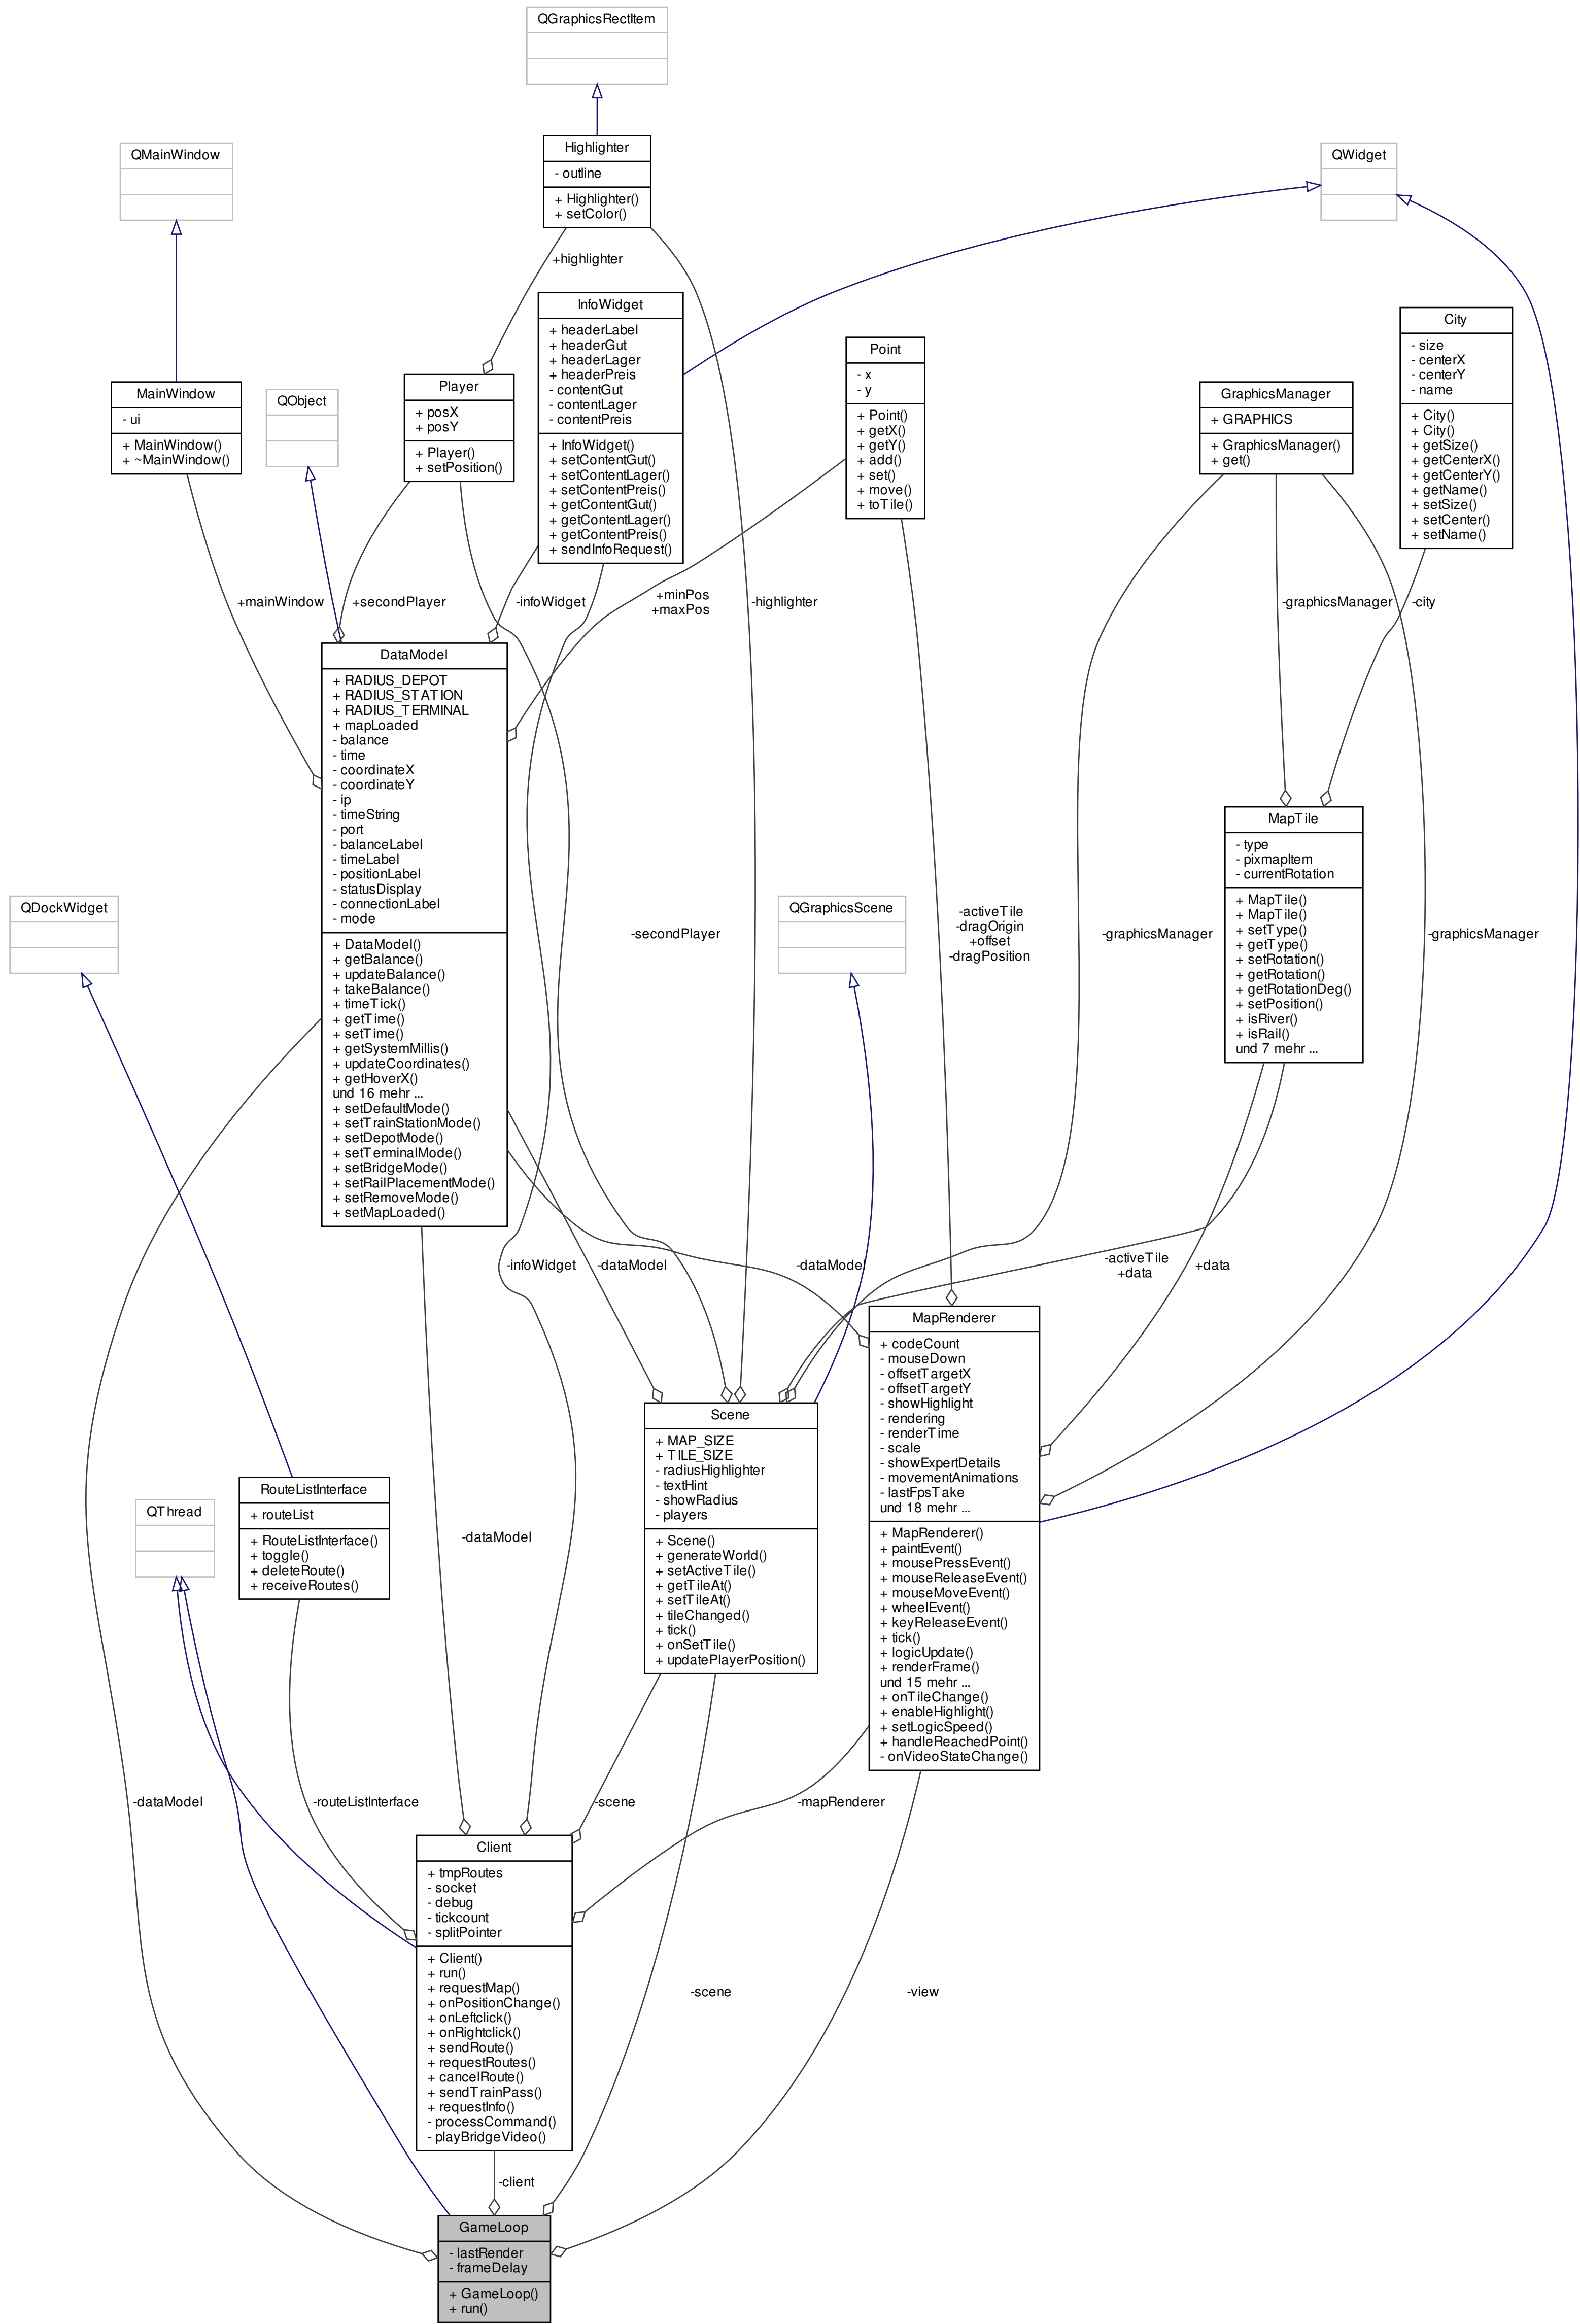 QGraphicsRectItem
Highlighter
- outline
+ Highlighter()
+ setColor()
QMainWindow
QWidget
+highlighter
InfoWidget
+ headerLabel
+ headerGut
+ headerLager
+ headerPreis
- contentGut
- contentLager
- contentPreis
+ InfoWidget()
+ setContentGut()
+ setContentLager()
+ setContentPreis()
+ getContentGut()
+ getContentLager()
+ getContentPreis()
+ sendInfoRequest()
City
- size
- centerX
- centerY
- name
+ City()
+ City()
+ getSize()
+ getCenterX()
+ getCenterY()
+ getName()
+ setSize()
+ setCenter()
+ setName()
Point
- x
- y
+ Point()
+ getX()
+ getY()
+ add()
+ set()
+ move()
+ toTile()
Player
+ posX
+ posY
+ Player()
+ setPosition()
MainWindow
- ui
+ MainWindow()
+ ~MainWindow()
QObject
GraphicsManager
+ GRAPHICS
+ GraphicsManager()
+ get()
+mainWindow
+secondPlayer
-infoWidget
+minPos
+maxPos
-highlighter
-graphicsManager
-city
DataModel
+ RADIUS_DEPOT
+ RADIUS_STATION
+ RADIUS_TERMINAL
+ mapLoaded
- balance
- time
- coordinateX
- coordinateY
- ip
- timeString
- port
- balanceLabel
- timeLabel
- positionLabel
- statusDisplay
- connectionLabel
- mode
+ DataModel()
+ getBalance()
+ updateBalance()
+ takeBalance()
+ timeTick()
+ getTime()
+ setTime()
+ getSystemMillis()
+ updateCoordinates()
+ getHoverX()
und 16 mehr ...
+ setDefaultMode()
+ setTrainStationMode()
+ setDepotMode()
+ setTerminalMode()
+ setBridgeMode()
+ setRailPlacementMode()
+ setRemoveMode()
+ setMapLoaded()
MapTile
- type
- pixmapItem
- currentRotation
+ MapTile()
+ MapTile()
+ setType()
+ getType()
+ setRotation()
+ getRotation()
+ getRotationDeg()
+ setPosition()
+ isRiver()
+ isRail()
und 7 mehr ...
QDockWidget
QGraphicsScene
-secondPlayer
-activeTile
-dragOrigin
+offset
-dragPosition
-graphicsManager
-graphicsManager
-infoWidget
-dataModel
-dataModel
-activeTile
+data
+data
MapRenderer
+ codeCount
- mouseDown
- offsetTargetX
- offsetTargetY
- showHighlight
- rendering
- renderTime
- scale
- showExpertDetails
- movementAnimations
- lastFpsTake
und 18 mehr ...
+ MapRenderer()
+ paintEvent()
+ mousePressEvent()
+ mouseReleaseEvent()
+ mouseMoveEvent()
+ wheelEvent()
+ keyReleaseEvent()
+ tick()
+ logicUpdate()
+ renderFrame()
und 15 mehr ...
+ onTileChange()
+ enableHighlight()
+ setLogicSpeed()
+ handleReachedPoint()
- onVideoStateChange()
Scene
+ MAP_SIZE
+ TILE_SIZE
- radiusHighlighter
- textHint
- showRadius
- players
+ Scene()
+ generateWorld()
+ setActiveTile()
+ getTileAt()
+ setTileAt()
+ tileChanged()
+ tick()
+ onSetTile()
+ updatePlayerPosition()
RouteListInterface
+ routeList
+ RouteListInterface()
+ toggle()
+ deleteRoute()
+ receiveRoutes()
QThread
-dataModel
-dataModel
-routeListInterface
-scene
-mapRenderer
Client
+ tmpRoutes
- socket
- debug
- tickcount
- splitPointer
+ Client()
+ run()
+ requestMap()
+ onPositionChange()
+ onLeftclick()
+ onRightclick()
+ sendRoute()
+ requestRoutes()
+ cancelRoute()
+ sendTrainPass()
+ requestInfo()
- processCommand()
- playBridgeVideo()
-scene
-view
-client
GameLoop
- lastRender
- frameDelay
+ GameLoop()
+ run()